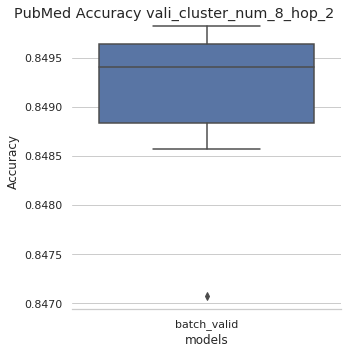 PubMed Accuracy vali_cluster_num_8_hop_2
0.8495
0.8490
0.8485
0.8480
0.8475
0.8470
Accuracy
batch_valid
models